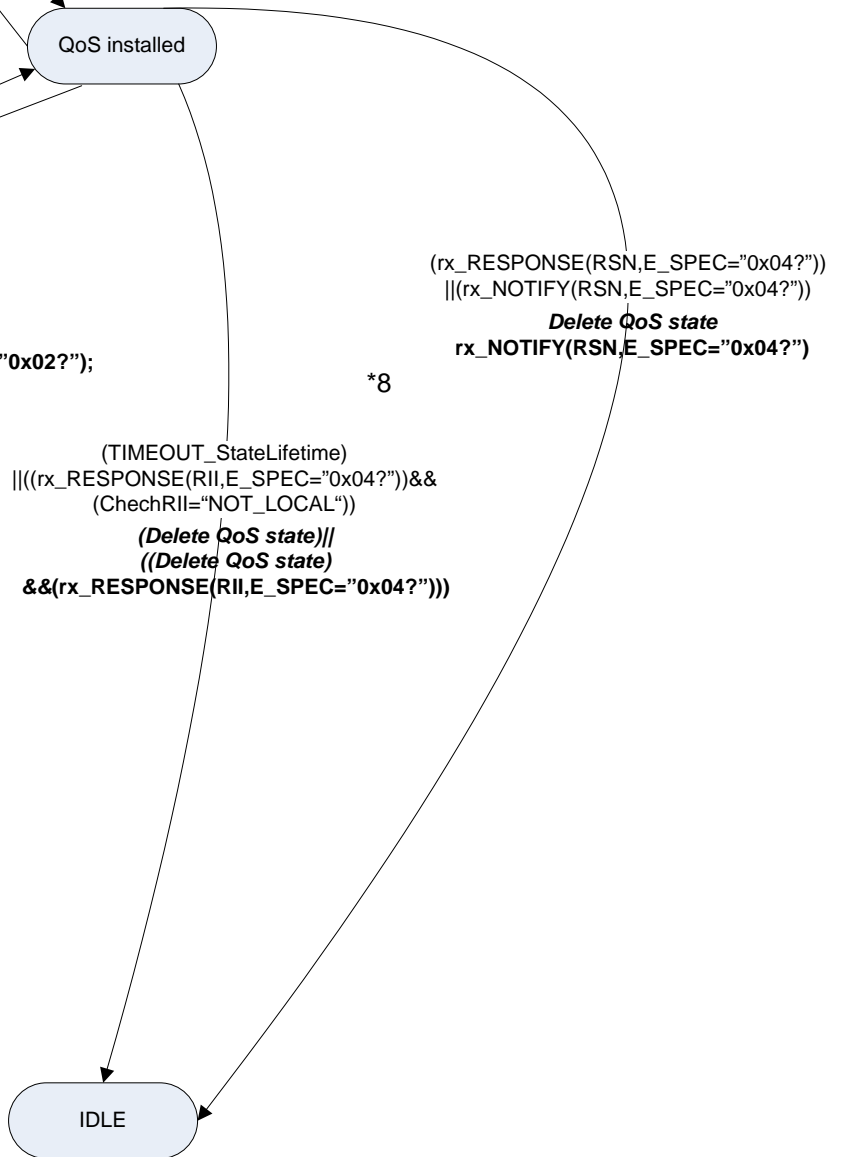 QoS installed
(rx_RESPONSE(RSN,E_SPEC=”0x04?”))
||(rx_NOTIFY(RSN,E_SPEC=”0x04?”))
Delete QoS state
rx_NOTIFY(RSN,E_SPEC=”0x04?”)
”0x02?”);
*8
(TIMEOUT_StateLifetime)
||((rx_RESPONSE(RII,E_SPEC=”0x04?”))&&
(ChechRII=“NOT_LOCAL“))
(Delete QoS state)||
((Delete QoS state)
&&(rx_RESPONSE(RII,E_SPEC=”0x04?”)))
IDLE